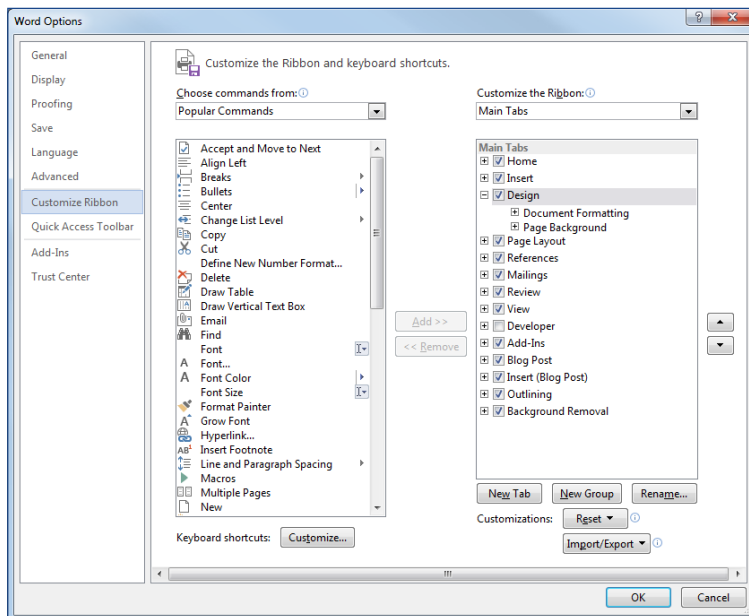 Word Options
General
Display
Proofing
Save
Language
Advanced
Customize Ribbon
Quick Access Toolbar
Add-Ins
Trust Center
Customize the Ribbon and keyboard shortcuts.
Choose commands from:
Popular Commands
Accept and Move to Next
Align Left
Breaks
Bullets
Center
Change List Level
Copy
Cut
Define New Number Format...
Delete
Draw Table
Draw Vertical Text Box
Email
Find
Font
Font...
Font Color
Font Size
Format Painter
Grow Font
Hyperlink...
Insert Footnote
Line and Paragraph Spacing
Macros
Multiple Pages
New
Keyboard shortcuts: Customize...
Add >>
<< Remove
Customize the Ribbon:
Main Tabs
Main Tabs
Home
Insert
Design
Document Formatting
Page Background
Page Layout
References
Mailings
Review
View
Developer
Add-Ins
Blog Post
Insert (Blog Post)
Outlining
Background Removal
New Tab New Group Rename...
Customizations: Reset
Import/Export
OK Cancel